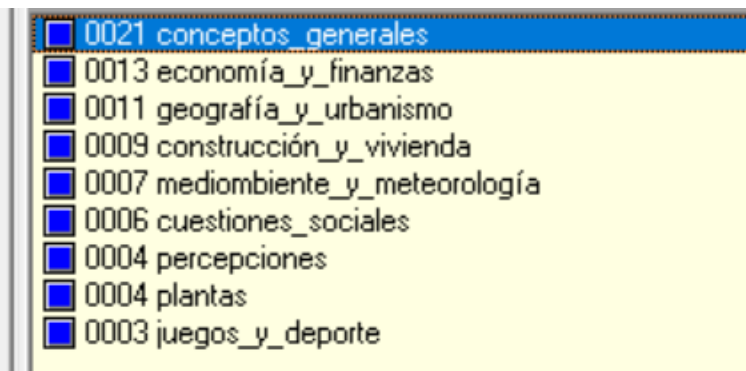 0021 conceptos_generales
0013 economía_y_finanzas
0011 geografía_y_urbanismo
0009 construcción_y_vivienda
0007 mediombiente_y_meteorología
0006 cuestiones_sociales
0004 percepciones
0004 plantas
0003 juegos_y_deporte